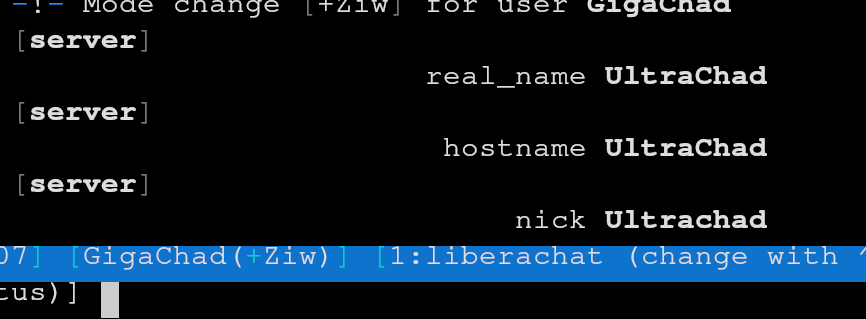 -!- Mode change [+Ziw] for user GigaChad
[server]
real_name UltraChad
[server]
hostname UltraChad
[server]
nick Ultrachad
07] [GigaChad(+Ziw)] [1:liberachat (change with ^
tus)]